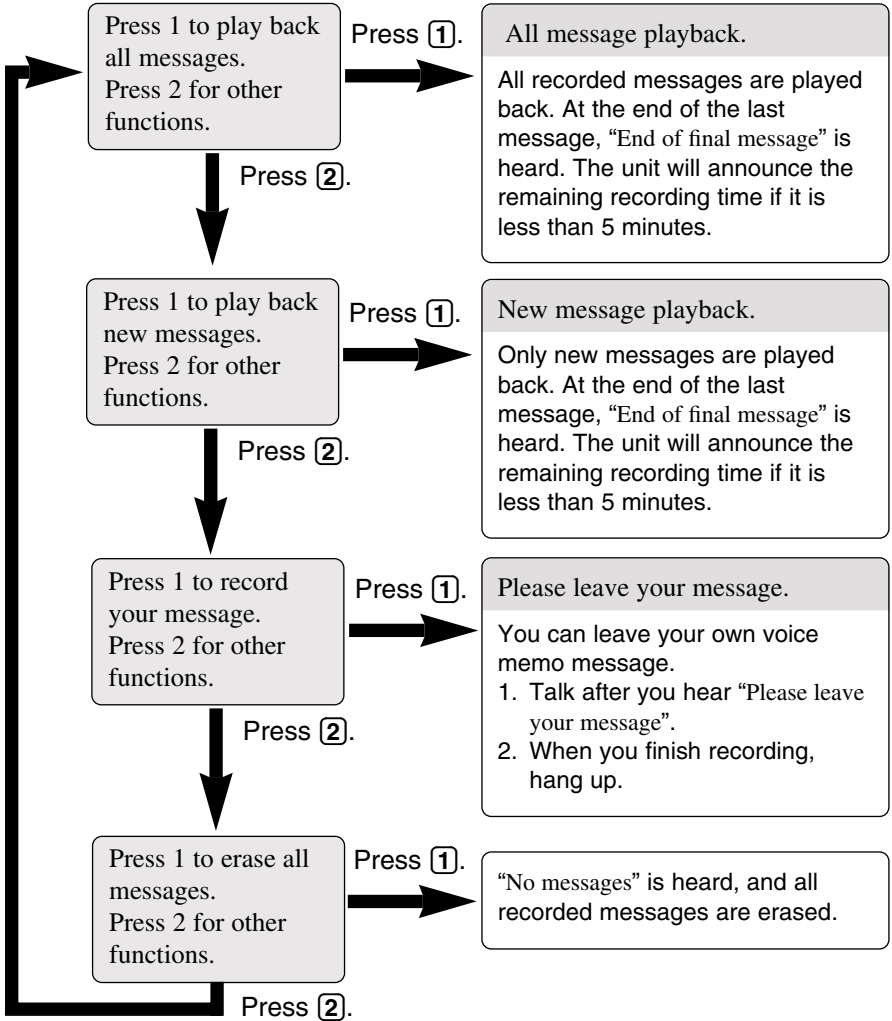 Press 1 to play back
all messages.
Press 2 for other
functions.
Press 1.
All message playback.
All recorded messages are played
back. At the end of the last
message, “End of final message” is
heard. The unit will announce the
remaining recording time if it is
less than 5 minutes.
Press 2.
Press 1 to play back
new messages.
Press 2 for other
functions.
Press 1.
New message playback.
Only new messages are played
back. At the end of the last
message, “End of final message” is
heard. The unit will announce the
remaining recording time if it is
less than 5 minutes.
Press 2.
Press 1 to record
your message.
Press 2 for other
functions.
Press 1.
Please leave your message.
You can leave your own voice
memo message.
1. Talk after you hear “Please leave
your message”.
2. When you finish recording,
hang up.
Press 2.
Press 1 to erase all
messages.
Press 2 for other
functions.
Press 1.
“No messages” is heard, and all
recorded messages are erased.
Press 2.